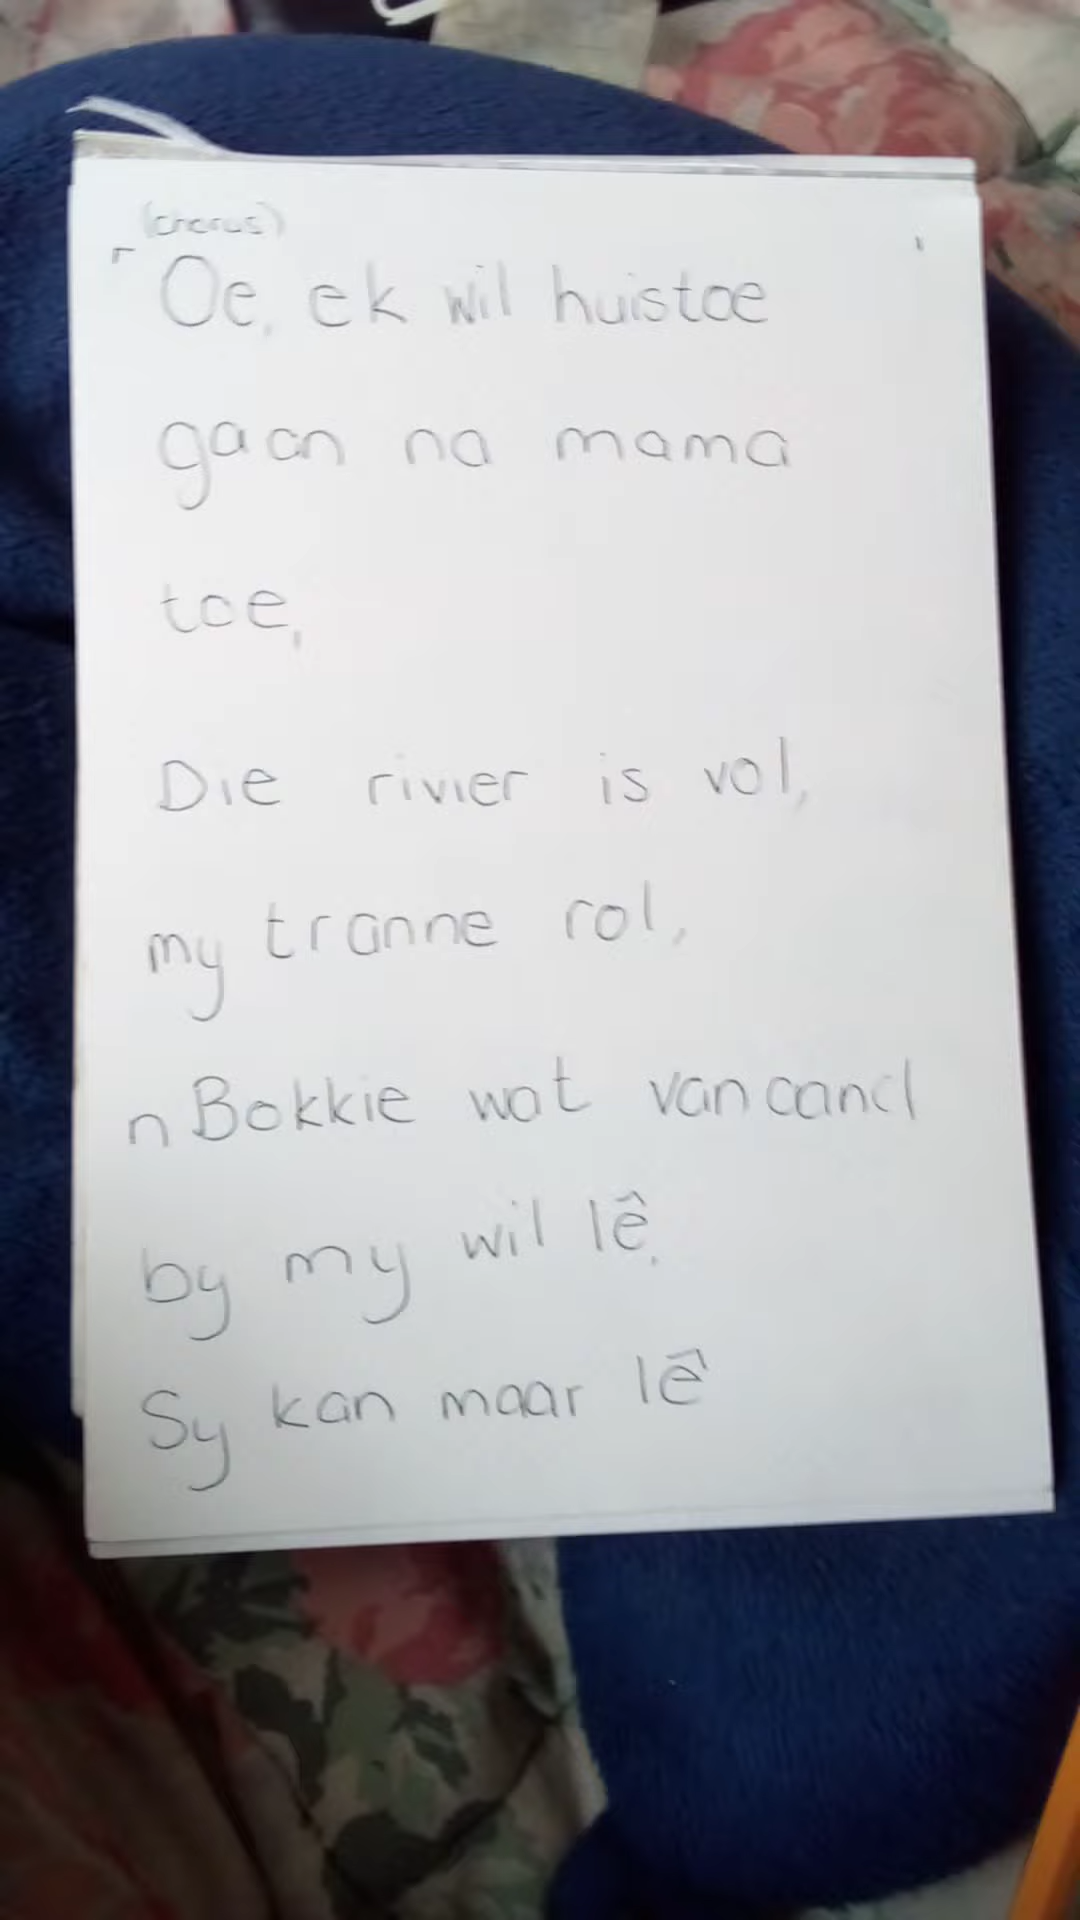 (chorus)
Oe, ek wil huistoe
gaan na mama
toe,
Die rivier is vol,
my tranne rol,
n Bokkie wat vanaand
by my wil lê,
Sy kan maar lê